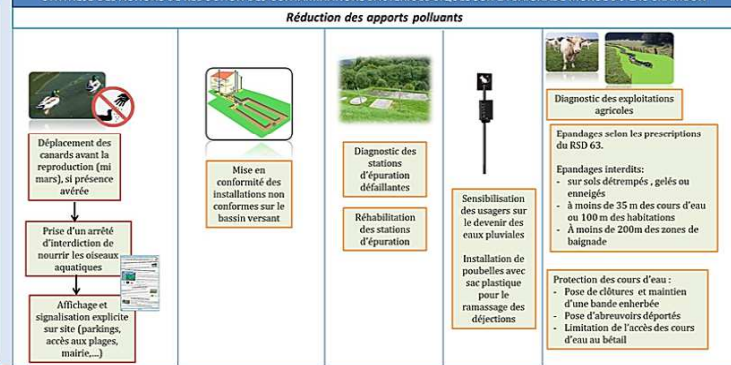 Réduction des apports polluants
Déplacement des
canards avant la
reproduction (mi
mars), si présence
avérée
Prise d'un arrêté
d'interdiction de
nourrir les oiseaux
aquatiques
Affichage et
signalisation explicite
sur site (parkings,
accès aux plages,
mairie,...)
Mise en
conformité des
installations non
conformes sur le
bassin versant
Diagnostic des
stations
d'épuration
défaillantes
Réhabilitation
des stations
d'épuration
Sensibilisation
des usagers sur
le devenir des
eaux pluviales
Installation de
poubelles avec
sac plastique
pour le
ramassage des
déjections
Diagnostic des exploitations
agricoles
Epandages selon les prescriptions
du RSD 63.
Epandages interdits:
- sur sols détrempés , gelés ou
enneigés
- à moins de 35 m des cours d'eau
ou 100 m des habitations
- À moins de 200m des zones de
baignade
Protection des cours d'eau :
- Pose de clôtures et maintien
d'une bande enherbée
- Pose d'abreuvoirs déportés
- Limitation de l'accès des cours
d'eau au bétail